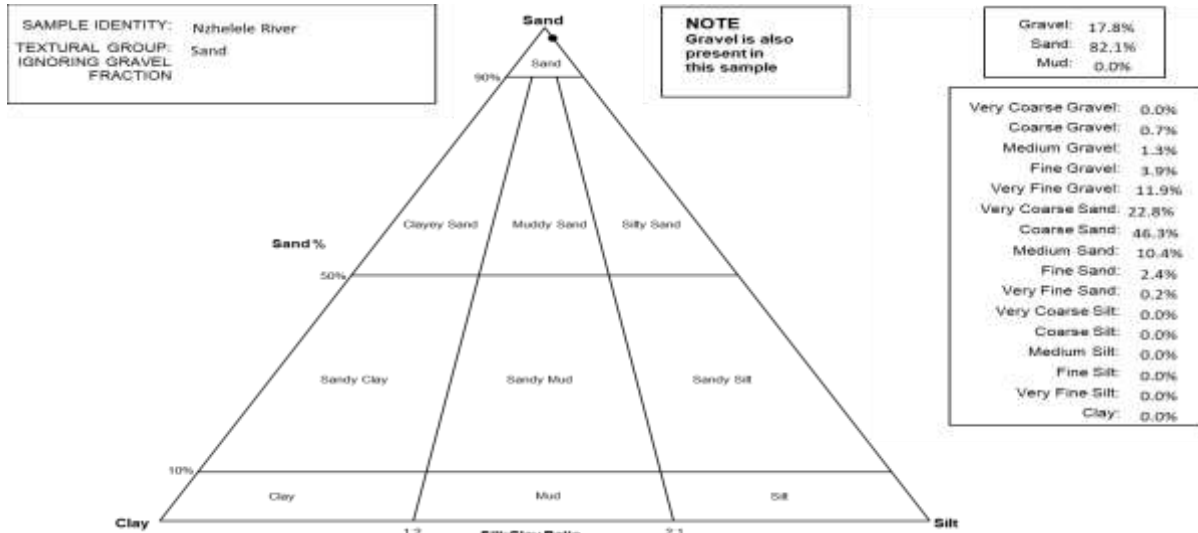 SAMPLE IDENTITY: Nzhelele River
TEXTURAL GROUP: Sand
IGNORING GRAVEL
FRACTION
Sand
NOTE
Gravel is also
present in
this sample
Gravel: 17.8%
Sand: 82.1%
Mud: 0.0%
Very Coarse Gravel: 0.0%
Coarse Gravel: 0.7%
Medium Gravel: 1.3%
Fine Gravel: 3.9%
Very Fine Gravel: 11.9%
Very Coarse Sand: 22.8%
Coarse Sand: 46.3%
Medium Sand: 10.4%
Fine Sand: 2.4%
Very Fine Sand: 0.2%
Very Coarse Silt: 0.0%
Coarse Silt: 0.0%
Medium Silt: 0.0%
Fine Silt: 0.0%
Very Fine Silt: 0.0%
Clay: 0.0%
Sand
90%
Clayey Sand Muddy Sand Silty Sand
Sand %
50%
Sandy Clay Sandy Mud Sandy Silt
10%
Clay Mud Silt
Clay Silt